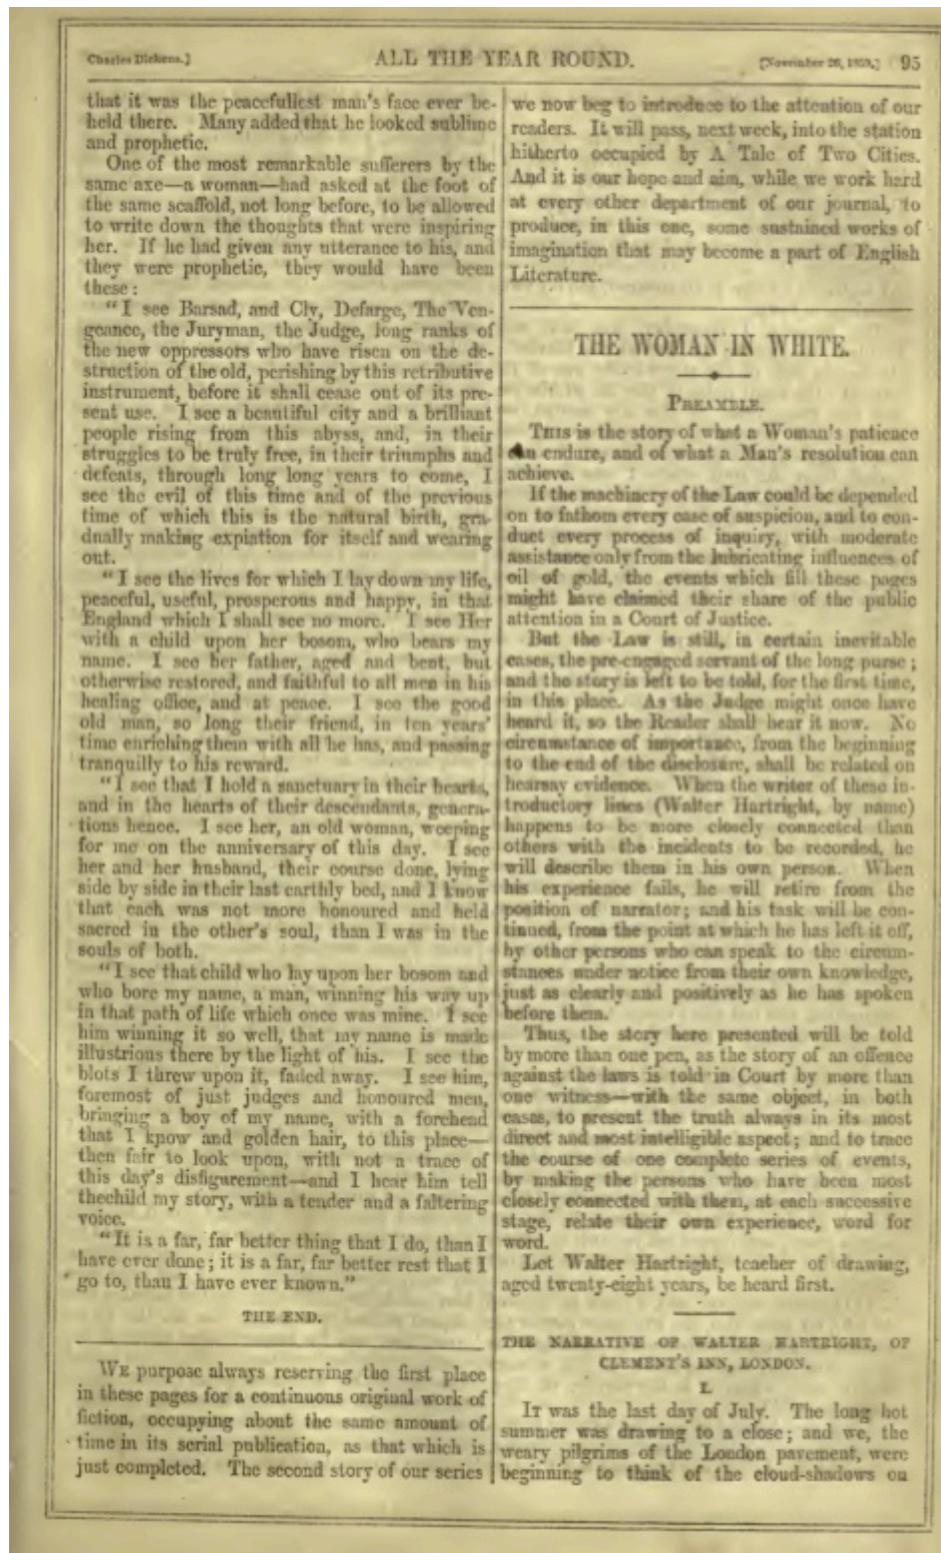 Charles Dickens.]
ALL THE YEAR ROUND.
[November 26, 1859.] 95
that it was the peacefullest man's face ever be-
held there. Many added that he looked sublime
and prophetic.
One of the most remarkable sufferers by the
same axe—a woman—had asked at the foot of
the same scaffold, not long before, to be allowed
to write down the thoughts that were inspiring
her. If he had given any utterance to his, and
they were prophetic, they would have been
these:
"I see Barsad, and Cly, Defarge, The Ven-
geance, the Juryman, the Judge, long ranks of
the new oppressors who have risen on the de-
struction of the old, perishing by this retributive
instrument, before it shall cease out of its pre-
sent use. I see a beautiful city and a brilliant
people rising from this abyss, and, in their
struggles to be truly free, in their triumphs and
defeats, through long long years to come, I
see the evil of this time and of the previous
time of which this is the natural birth, gra-
dually making expiation for itself and wearing
out.
"I see the lives for which I lay down my life,
peaceful, useful, prosperous and happy, in that
England which I shall see no more. I see Her
with a child upon her bosom, who bears my
name. I see her father, aged and bent, but
otherwise restored, and faithful to all men in his
healing office, and at peace. I see the good
old man, so long their friend, in ten years'
time enriching them with all he has, and passing
tranquilly to his reward.
"I see that I hold a sanctuary in their hearts,
and in the hearts of their descendants, genera-
tions hence. I see her, an old woman, weeping
for me on the anniversary of this day. I see
her and her husband, their course done, lying
side by side in their last earthly bed, and I know
that each was not more honoured and held
sacred in the other's soul, than I was in the
souls of both.
"I see that child who lay upon her bosom and
who bore my name, a man, winning his way up
in that path of life which once was mine. I see
him winning it so well, that my name is made
illustrious there by the light of his. I see the
blots I threw upon it, faded away. I see him,
foremost of just judges and honoured men,
bringing a boy of my name, with a forehead
that I know and golden hair, to this place—
then fair to look upon, with not a trace of
this day's disfigurement—and I hear him tell
thechild my story, with a tender and a faltering
voice.
"It is a far, far better thing that I do, than I
have ever done; it is a far, far better rest that I
go to, than I have ever known."
THE END.
WE purpose always reserving the first place
in these pages for a continuous original work of
fiction, occupying about the same amount of
time in its serial publication, as that which is
just completed. The second story of our series
we now beg to introduce to the attention of our
readers. It will pass, next week, into the station
hitherto occupied by A Tale of Two Cities.
And it is our hope and aim, while we work hard
at every other department of our journal, to
produce, in this one, some sustained works of
imagination that may become a part of English
Literature.
THE WOMAN IN WHITE.
PREAMBLE.
THIS is the story of what a Woman's patience
can endure, and of what a Man's resolution can
achieve.
If the machinery of the Law could be depended
on to fathom every case of suspicion, and to con-
duct every process of inquiry, with moderate
assistance only from the lubricating influences of
oil of gold, the events which fill these pages
might have claimed their share of the public
attention in a Court of Justice.
But the Law is still, in certain inevitable
cases, the pre-engaged servant of the long purse;
and the story is left to be told, for the first time,
in this place. As the Judge might once have
heard it, so the Reader shall hear it now. No
circumstance of importance, from the beginning
to the end of the disclosure, shall be related on
hearsay evidence. When the writer of these in-
troductory lines (Walter Hartright, by name)
happens to be more closely connected than
others with the incidents to be recorded, he
will describe them in his own person. When
his experience fails, he will retire from the
position of narrator; and his task will be con-
tinued, from the point at which he has left it off,
by other persons who can speak to the circum-
stances under notice from their own knowledge,
just as clearly and positively as he has spoken
before them.
Thus, the story here presented will be told
by more than one pen, as the story of an offence
against the laws is told in Court by more than
one witness—with the same object, in both
cases, to present the truth always in its most
direct and most intelligible aspect; and to trace
the course of one complete series of events,
by making the persons who have been most
closely connected with them, at each successive
stage, relate their own experience, word for
word.
Let Walter Hartright, teacher of drawing,
aged twenty-eight years, be heard first.
THE NARRATIVE OF WALTER HARTRIGHT, OF
CLEMENT'S INN, LONDON.
I.
IT was the last day of July. The long hot
summer was drawing to a close; and we, the
weary pilgrims of the London pavement, were
beginning to think of the cloud-shadows on